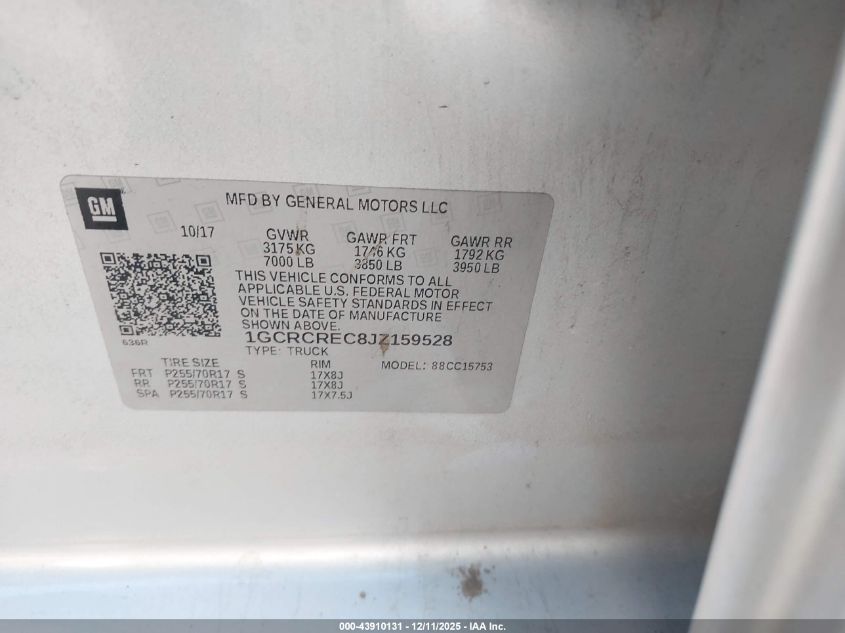 GM
MFD BY GENERAL MOTORS LLC
10/17
GVWR GAWR FRT GAWR RR
3175 KG 1746 KG 1792 KG
7000 LB 3850 LB 3950 LB
THIS VEHICLE CONFORMS TO ALL
APPLICABLE U.S. FEDERAL MOTOR
VEHICLE SAFETY STANDARDS IN EFFECT
ON THE DATE OF MANUFACTURE
SHOWN ABOVE.
636R
1GCRCREC8JZ159528
TYPE: TRUCK
MODEL: 88CC15753
TIRE SIZE RIM
FRT P255/70R17 S 17X8J
RR P255/70R17 S 17X8J
SPA P255/70R17 S 17X7.5J
000-43910131 - 12/11/2025 - IAA Inc.